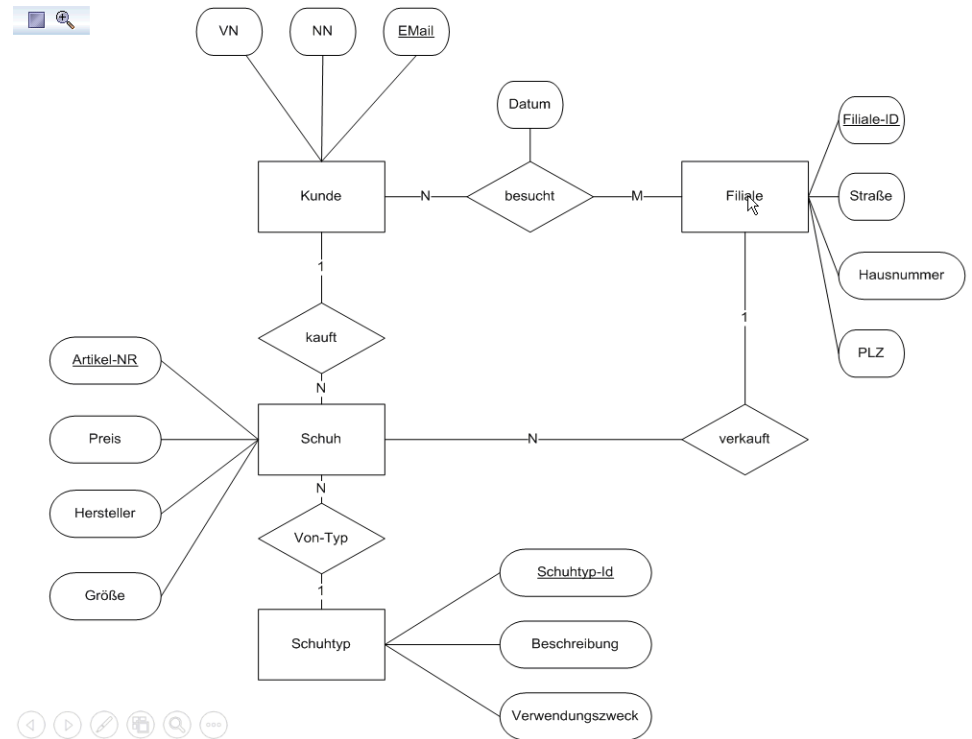 VN
NN
EMail
Datum
Filiale-ID
Kunde
N
besucht
M
Filiale
Straße
1
Hausnummer
1
kauft
PLZ
Artikel-NR
N
Preis
Schuh
N
verkauft
N
Hersteller
Von-Typ
Schuhtyp-Id
1
Größe
Schuhtyp
Beschreibung
Verwendungszweck